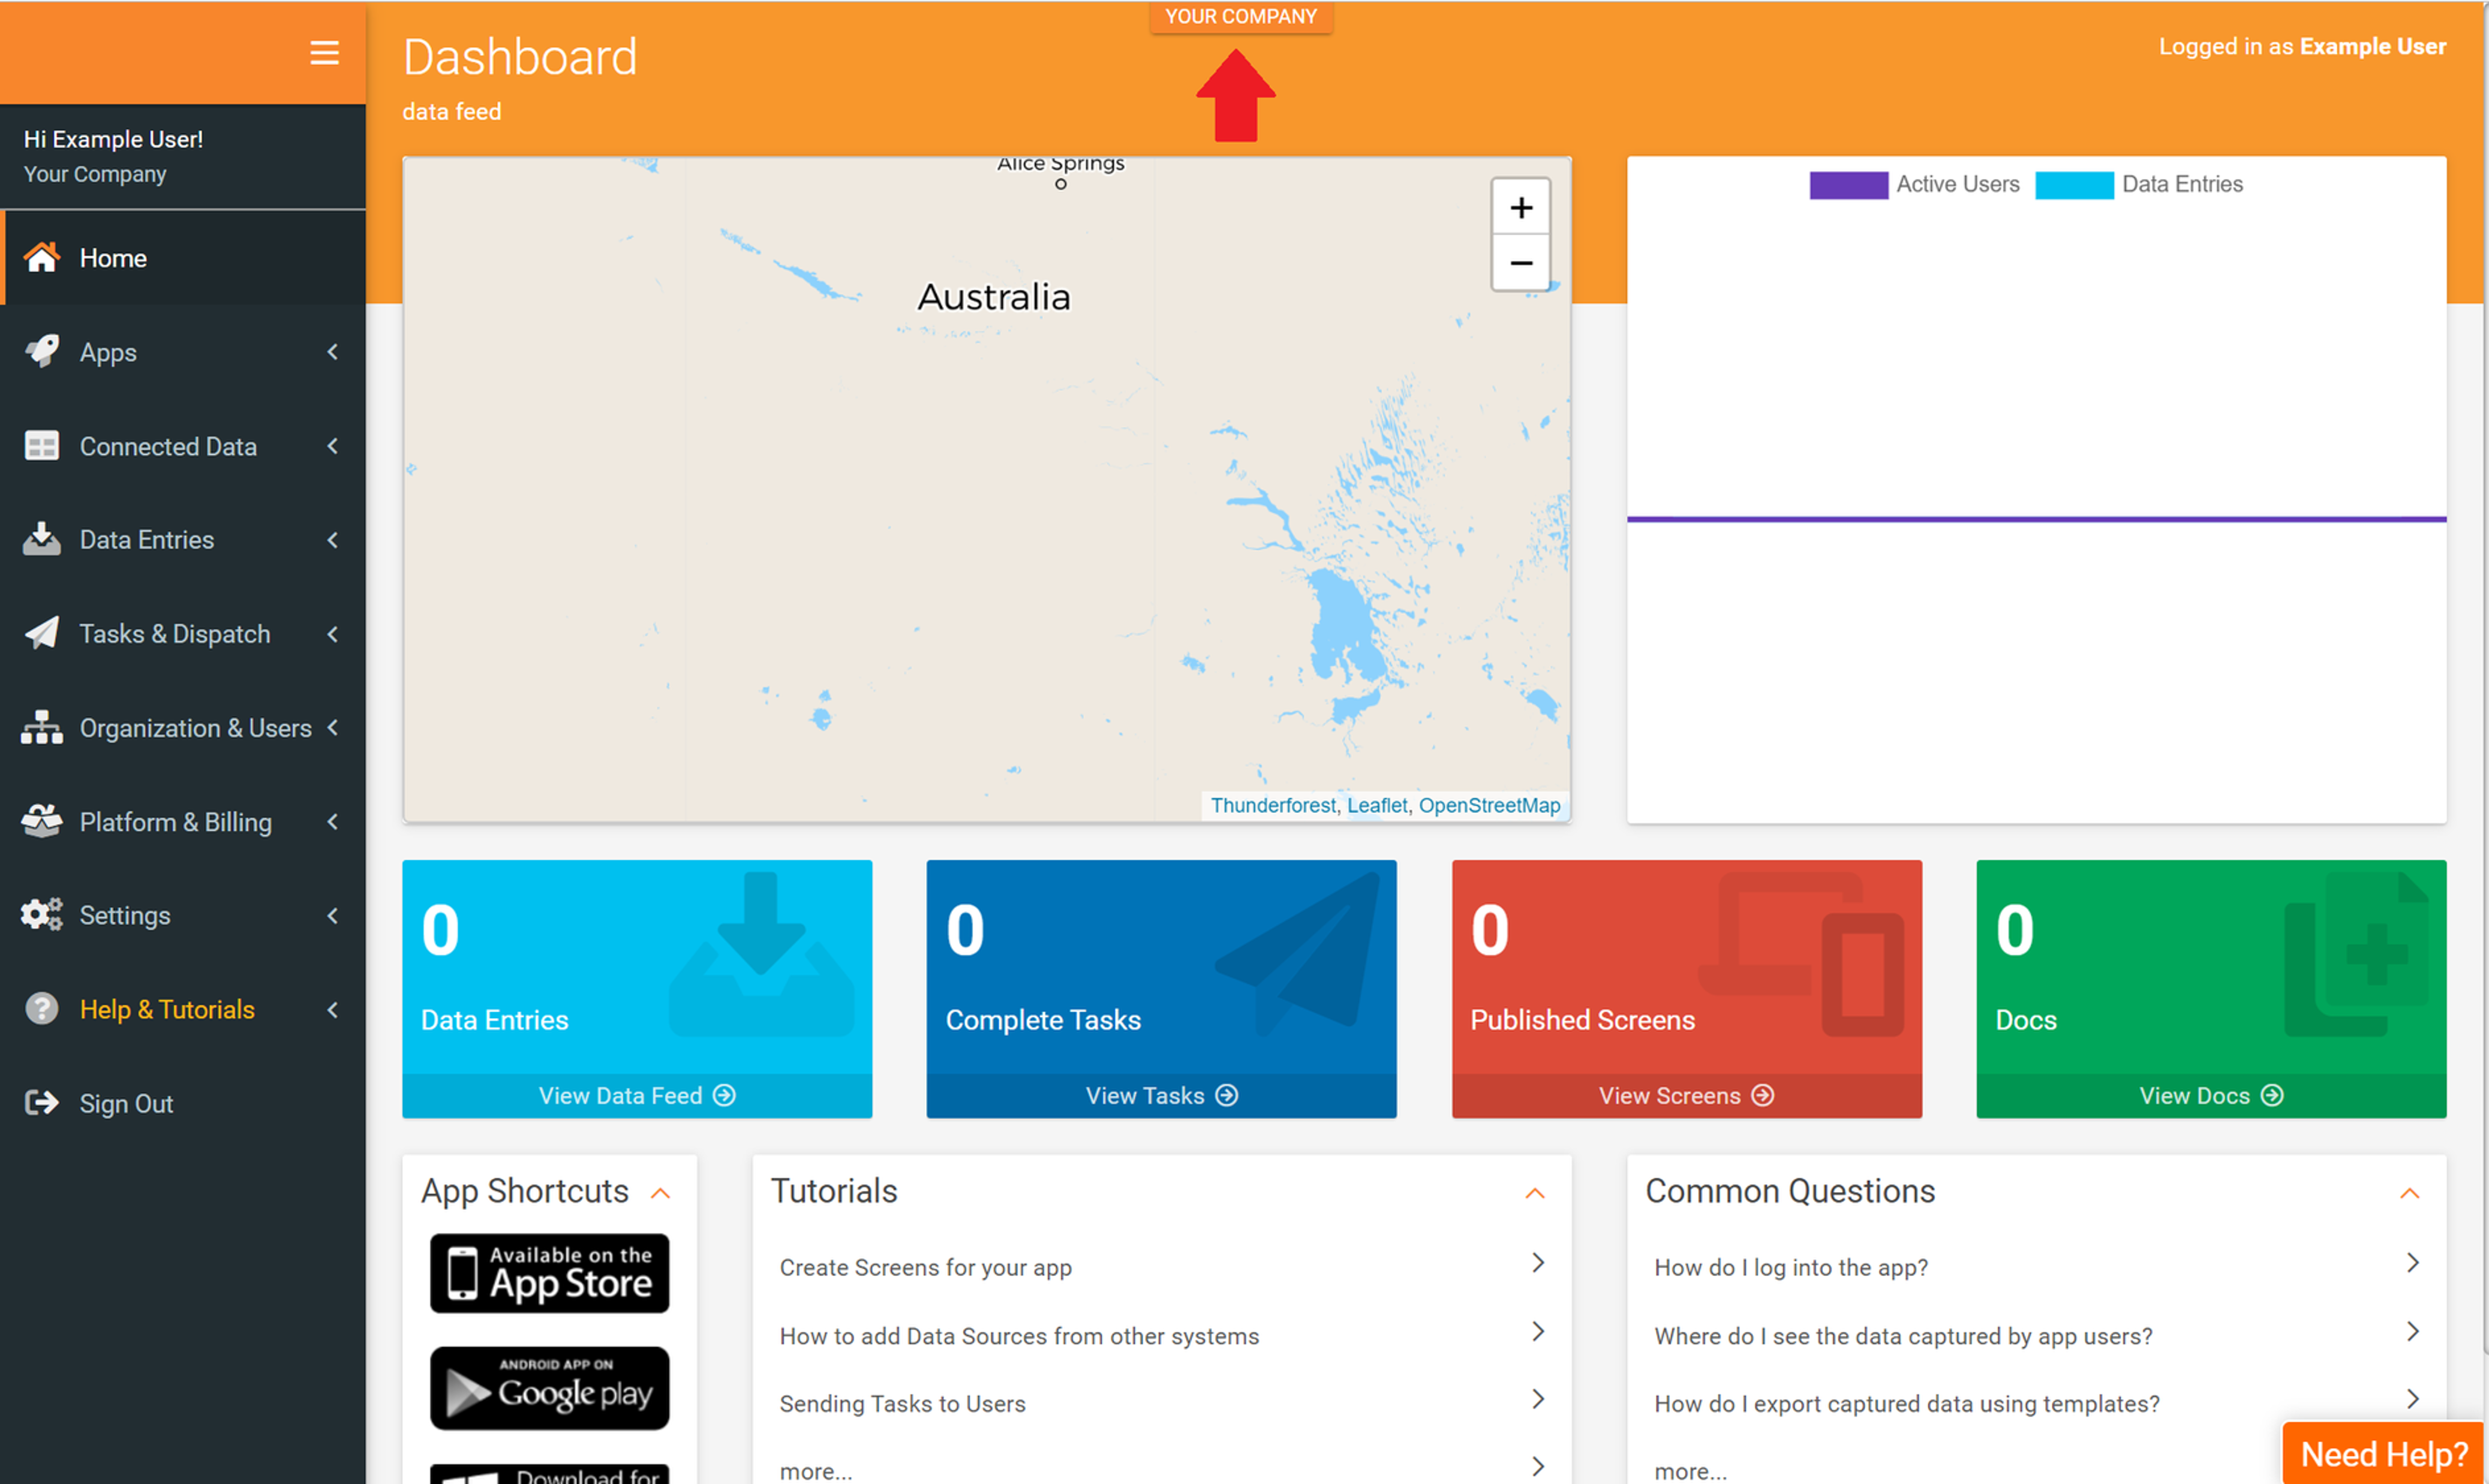 YOUR COMPANY
Dashboard
Logged in as Example User
data feed
Hi Example User!
Your Company
Home
Apps
Connected Data
Data Entries
Tasks & Dispatch
Organization & Users
Platform & Billing
Settings
Help & Tutorials
Sign Out
Alice Springs
Australia
+
−
Thunderforest, Leaflet, OpenStreetMap
Active Users
Data Entries
0
Data Entries
View Data Feed
0
Complete Tasks
View Tasks
0
Published Screens
View Screens
0
Docs
View Docs
App Shortcuts
Available on the
App Store
ANDROID APP ON
Google play
Download for
Tutorials
Create Screens for your app
How to add Data Sources from other systems
Sending Tasks to Users
more...
Common Questions
How do I log into the app?
Where do I see the data captured by app users?
How do I export captured data using templates?
more...
Need Help?